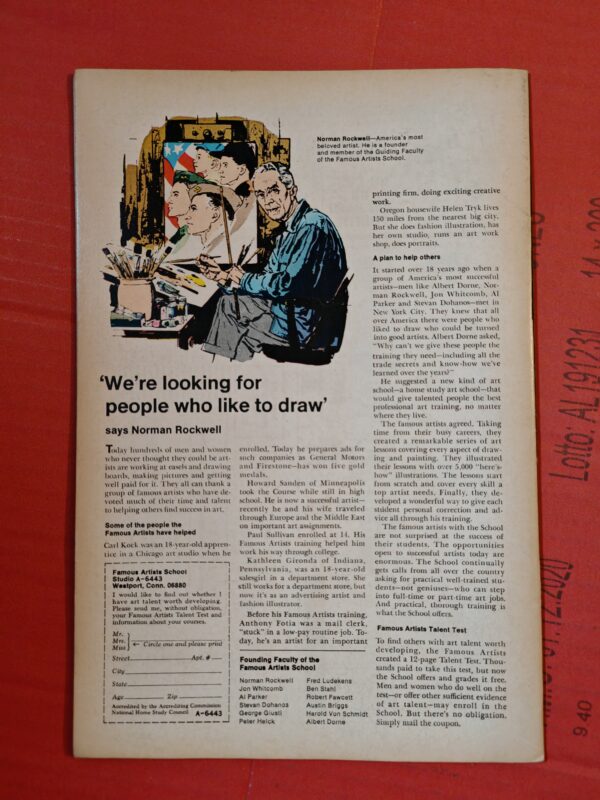 Norman Rockwell—America's most
beloved artist. He is a founder
and member of the Guiding Faculty
of the Famous Artists School.
'We're looking for
people who like to draw'
says Norman Rockwell
Today hundreds of men and women
who never thought they could be art-
ists are working at easels and drawing
boards, making pictures and getting
well paid for it. They all can thank a
group of famous artists who have de-
voted much of their time and talent
to helping others find success in art.
Some of the people the
Famous Artists have helped
Carl Kock was an 18-year-old appren-
tice in a Chicago art studio when he
enrolled. Today he prepares ads for
such companies as General Motors
and Firestone—has won five gold
medals.
Howard Sanden of Minneapolis
took the Course while still in high
school. He is now a successful artist—
recently he and his wife traveled
through Europe and the Middle East
on important art assignments.
Paul Sullivan enrolled at 14. His
Famous Artists training helped him
work his way through college.
Kathleen Gironda of Indiana,
Pennsylvania, was an 18-year-old
salesgirl in a department store. She
still works for a department store, but
now it's as an advertising artist and
fashion illustrator.
Before his Famous Artists training,
Anthony Fotia was a mail clerk,
"stuck" in a low-pay routine job. To-
day, he's an artist for an important
printing firm, doing exciting creative
work.
Oregon housewife Helen Tryk lives
150 miles from the nearest big city.
But she does fashion illustration, has
her own studio, runs an art work
shop, does portraits.
A plan to help others
It started over 18 years ago when a
group of America's most successful
artists—men like Albert Dorne, Nor-
man Rockwell, Jon Whitcomb, Al
Parker and Stevan Dohanos—met in
New York City. They knew that all
over America there were people who
liked to draw who could be turned
into good artists. Albert Dorne asked,
"Why can't we give these people the
training they need—including all the
trade secrets and know-how we've
learned over the years?"
He suggested a new kind of art
school—a home study art school—that
would give talented people the best
professional art training, no matter
where they live.
The famous artists agreed. Taking
time from their busy careers, they
created a remarkable series of art
lessons covering every aspect of draw-
ing and painting. They illustrated
their lessons with over 5,000 "here's-
how" illustrations. The lessons start
from scratch and cover every skill a
top artist needs. Finally, they de-
veloped a wonderful way to give each
student personal correction and ad-
vice all through his training.
The famous artists with the School
are not surprised at the success of
their students. The opportunities
open to successful artists today are
enormous. The School continually
gets calls from all over the country
asking for practical well-trained stu-
dents—not geniuses—who can step
into full-time or part-time art jobs.
And practical, thorough training is
what the School offers.
Famous Artists Talent Test
To find others with art talent worth
developing, the Famous Artists
created a 12-page Talent Test. Thou-
sands paid to take this test, but now
the School offers and grades it free.
Men and women who do well on the
test—or offer other sufficient evidence
of art talent—may enroll in the
School. But there's no obligation.
Simply mail the coupon.
Famous Artists School
Studio A-6443
Westport, Conn. 06880
I would like to find out whether I
have art talent worth developing.
Please send me, without obligation,
your Famous Artists Talent Test and
information about your courses.
Mr.
Mrs. ← Circle one and please print
Miss
Street Apt. #
City
State
Age Zip
Accredited by the Accrediting Commission
National Home Study Council A-6443
Founding Faculty of the
Famous Artists School
Norman Rockwell
Jon Whitcomb
Al Parker
Stevan Dohanos
George Giusti
Peter Helck
Fred Ludekens
Ben Stahl
Robert Fawcett
Austin Briggs
Harold Von Schmidt
Albert Dorne
Lotto: AL191231
01.12.2020
9 40